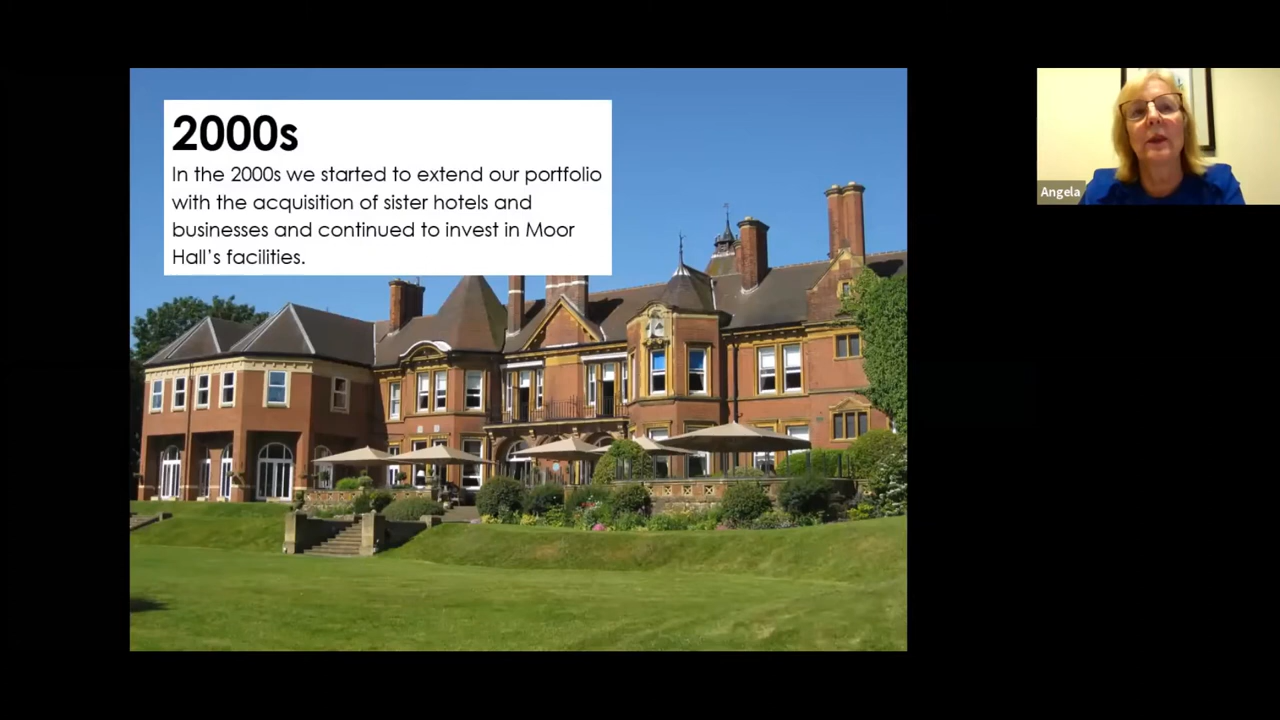 2000s
In the 2000s we started to extend our portfolio
with the acquisition of sister hotels and
businesses and continued to invest in Moor
Hall’s facilities.
Angela